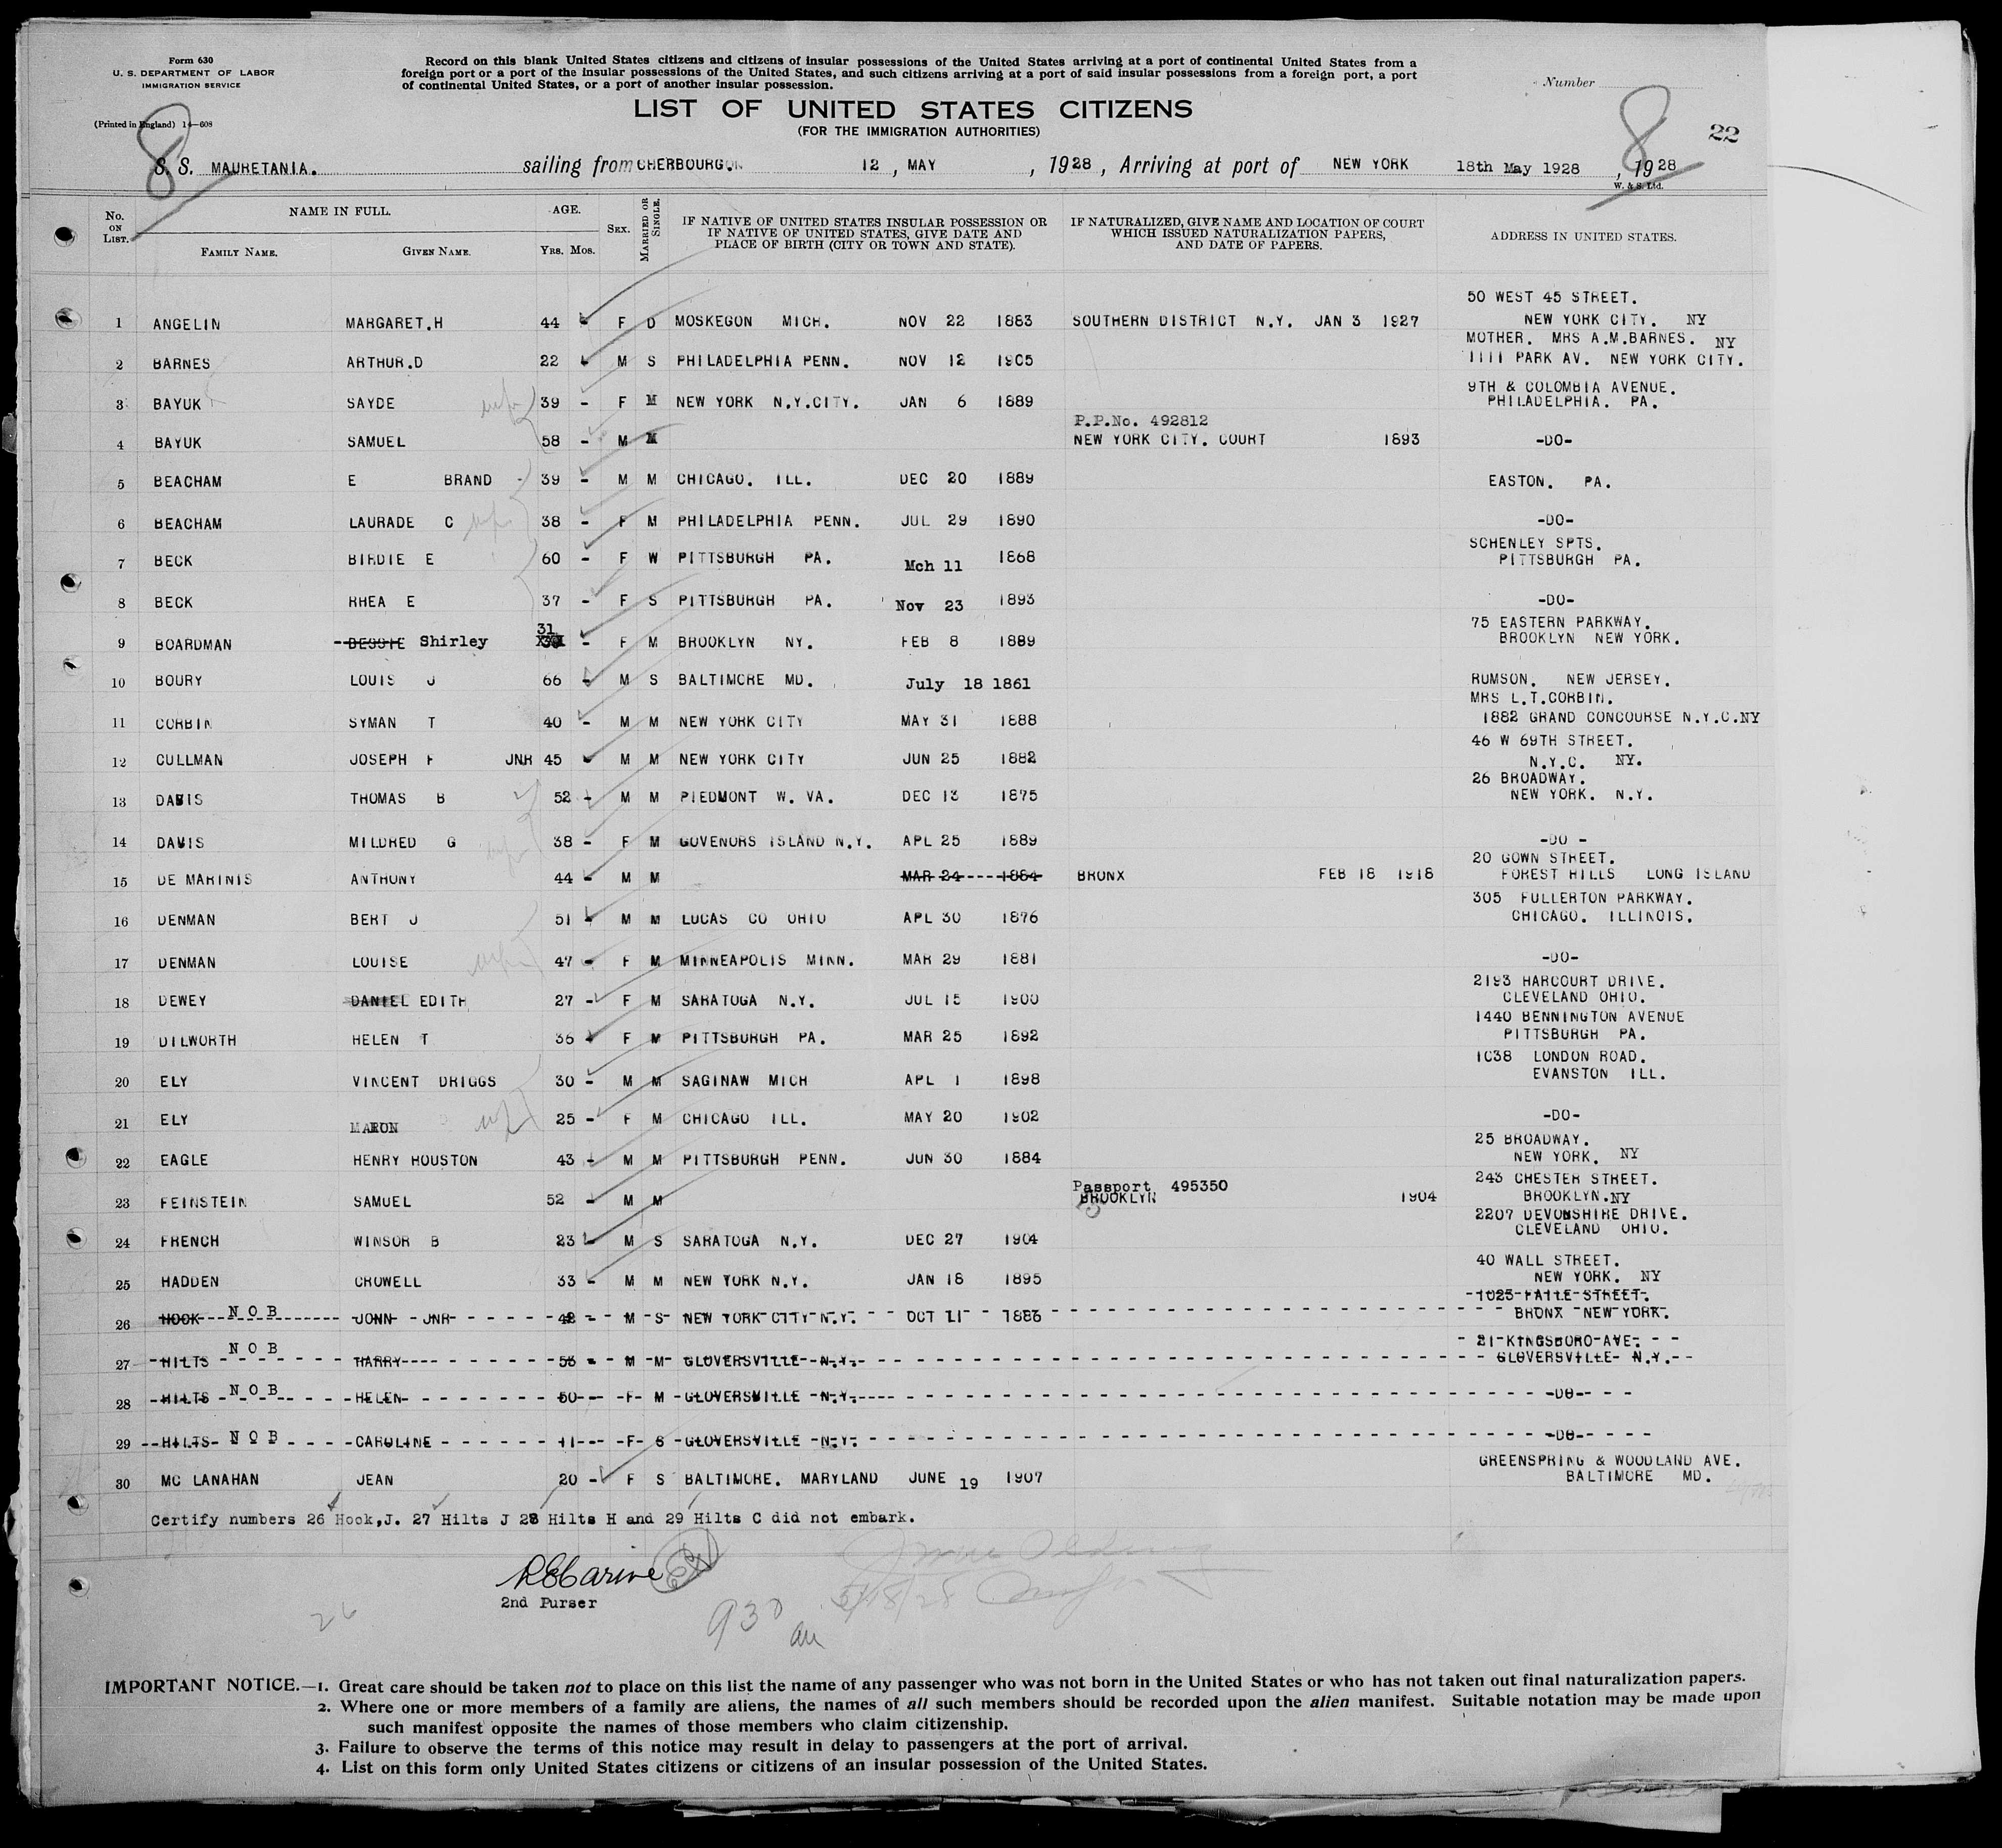 Form 630
U. S. DEPARTMENT OF LABOR
IMMIGRATION SERVICE
(Printed in England) 14—608
Record on this blank United States citizens and citizens of insular possessions of the United States arriving at a port of continental United States from a
foreign port or a port of the insular possessions of the United States, and such citizens arriving at a port of said insular possessions from a foreign port, a port
of continental United States, or a port of another insular possession.
Number
8
8
22
LIST OF UNITED STATES CITIZENS
(FOR THE IMMIGRATION AUTHORITIES)
S. S. MAURETANIA. sailing from CHERBOURG 12, MAY, 1928, Arriving at port of NEW YORK 18th May 1928, 1928
W. & S. Ltd.
No. ON LIST. NAME IN FULL. FAMILY NAME. GIVEN NAME. AGE. Yrs. Mos. SEX. MARRIED OR SINGLE. IF NATIVE OF UNITED STATES INSULAR POSSESSION OR IF NATIVE OF UNITED STATES, GIVE DATE AND PLACE OF BIRTH (CITY OR TOWN AND STATE). IF NATURALIZED, GIVE NAME AND LOCATION OF COURT WHICH ISSUED NATURALIZATION PAPERS, AND DATE OF PAPERS. ADDRESS IN UNITED STATES.
50 WEST 45 STREET.
1 ANGELIN MARGARET.H 44 F D MOSKEGON MICH. NOV 22 1883 SOUTHERN DISTRICT N.Y. JAN 3 1927 NEW YORK CITY. NY
MOTHER. MRS A.M.BARNES. NY
2 BARNES ARTHUR.D 22 M S PHILADELPHIA PENN. NOV 12 1905 1111 PARK AV. NEW YORK CITY.
9TH & COLOMBIA AVENUE.
3 BAYUK SAYDE 39 - F M NEW YORK N.Y.CITY. JAN 6 1889 PHILADELPHIA. PA.
P.P.No. 492812
4 BAYUK SAMUEL 58 - M M NEW YORK CITY. COURT 1893 -DO-
5 BEACHAM E BRAND 39 - M M CHICAGO. ILL. DEC 20 1889 EASTON. PA.
6 BEACHAM LAURADE C 38 - F M PHILADELPHIA PENN. JUL 29 1890 -DO-
SCHENLEY SPTS.
7 BECK BIRDIE E 60 - F W PITTSBURGH PA. Mch 11 1868 PITTSBURGH PA.
8 BECK RHEA E 37 - F S PITTSBURGH PA. Nov 23 1893 -DO-
75 EASTERN PARKWAY.
9 BOARDMAN BESSIE Shirley 31 - F M BROOKLYN NY. FEB 8 1889 BROOKLYN NEW YORK.
10 BOURY LOUIS J 66 - M S BALTIMORE MD. July 18 1861 RUMSON. NEW JERSEY.
MRS L.T.CORBIN.
11 CORBIN SYMAN T 40 - M M NEW YORK CITY MAY 31 1888 1882 GRAND CONCOURSE N.Y.C.NY
46 W 69TH STREET.
12 CULLMAN JOSEPH F JNR 45 M M NEW YORK CITY JUN 25 1882 N.Y.C. NY.
26 BROADWAY.
13 DAVIS THOMAS B 52 - M M PIEDMONT W. VA. DEC 13 1875 NEW YORK. N.Y.
14 DAVIS MILDRED G 38 - F M GOVENORS ISLAND N.Y. APL 25 1889 -DO -
20 GOWN STREET.
15 DE MARINIS ANTHONY 44 - M M MAR 24 1884 BRONX FEB 18 1918 FOREST HILLS LONG ISLAND
305 FULLERTON PARKWAY.
16 DENMAN BERT J 51 - M M LUCAS CO OHIO APL 30 1876 CHICAGO. ILLINOIS.
17 DENMAN LOUISE 47 - F M MINNEAPOLIS MINN. MAR 29 1881 -DO-
2193 HARCOURT DRIVE.
18 DEWEY DANIEL EDITH 27 - F M SARATOGA N.Y. JUL 15 1900 CLEVELAND OHIO.
1440 BENNINGTON AVENUE
19 DILWORTH HELEN T 36 F M PITTSBURGH PA. MAR 25 1892 PITTSBURGH PA.
1038 LONDON ROAD.
20 ELY VINCENT DRIGGS 30 - M M SAGINAW MICH APL 1 1898 EVANSTON ILL.
21 ELY MARON 25 - F M CHICAGO ILL. MAY 20 1902 -DO-
25 BROADWAY.
22 EAGLE HENRY HOUSTON 43 - M M PITTSBURGH PENN. JUN 30 1884 NEW YORK. NY
Passport 495350 243 CHESTER STREET.
23 FEINSTEIN SAMUEL 52 - M M BROOKLYN 1904 BROOKLYN.NY
2207 DEVONSHIRE DRIVE.
24 FRENCH WINSOR B 23 - M S SARATOGA N.Y. DEC 27 1904 CLEVELAND OHIO.
40 WALL STREET.
25 HADDEN CROWELL 33 - M M NEW YORK N.Y. JAN 18 1895 NEW YORK. NY
1025 FAILE STREET.
26 HOOK N O B JONN JNR 42 - M S NEW YORK CITY N.Y. OCT 11 1886 BRONX NEW YORK.
21 KINGSBORO AVE.
27 HILTS N O B HARRY 53 - M M GLOVERSVILLE N.Y. GLOVERSVILLE N.Y.
28 HILTS N O B HELEN 50 - F M GLOVERSVILLE N.Y. -DO-
29 HILTS N O B CAROLINE 11 - F S GLOVERSVILLE N.Y. -DO-
GREENSPRING & WOODLAND AVE.
30 MC LANAHAN JEAN 20 - F S BALTIMORE. MARYLAND JUNE 19 1907 BALTIMORE MD.
Certify numbers 26 Hook,J. 27 Hilts J 28 Hilts H and 29 Hilts C did not embark.
2nd Purser
26
930
5/18/28
IMPORTANT NOTICE.—1. Great care should be taken not to place on this list the name of any passenger who was not born in the United States or who has not taken out final naturalization papers.
2. Where one or more members of a family are aliens, the names of all such members should be recorded upon the alien manifest. Suitable notation may be made upon
such manifest opposite the names of those members who claim citizenship.
3. Failure to observe the terms of this notice may result in delay to passengers at the port of arrival.
4. List on this form only United States citizens or citizens of an insular possession of the United States.